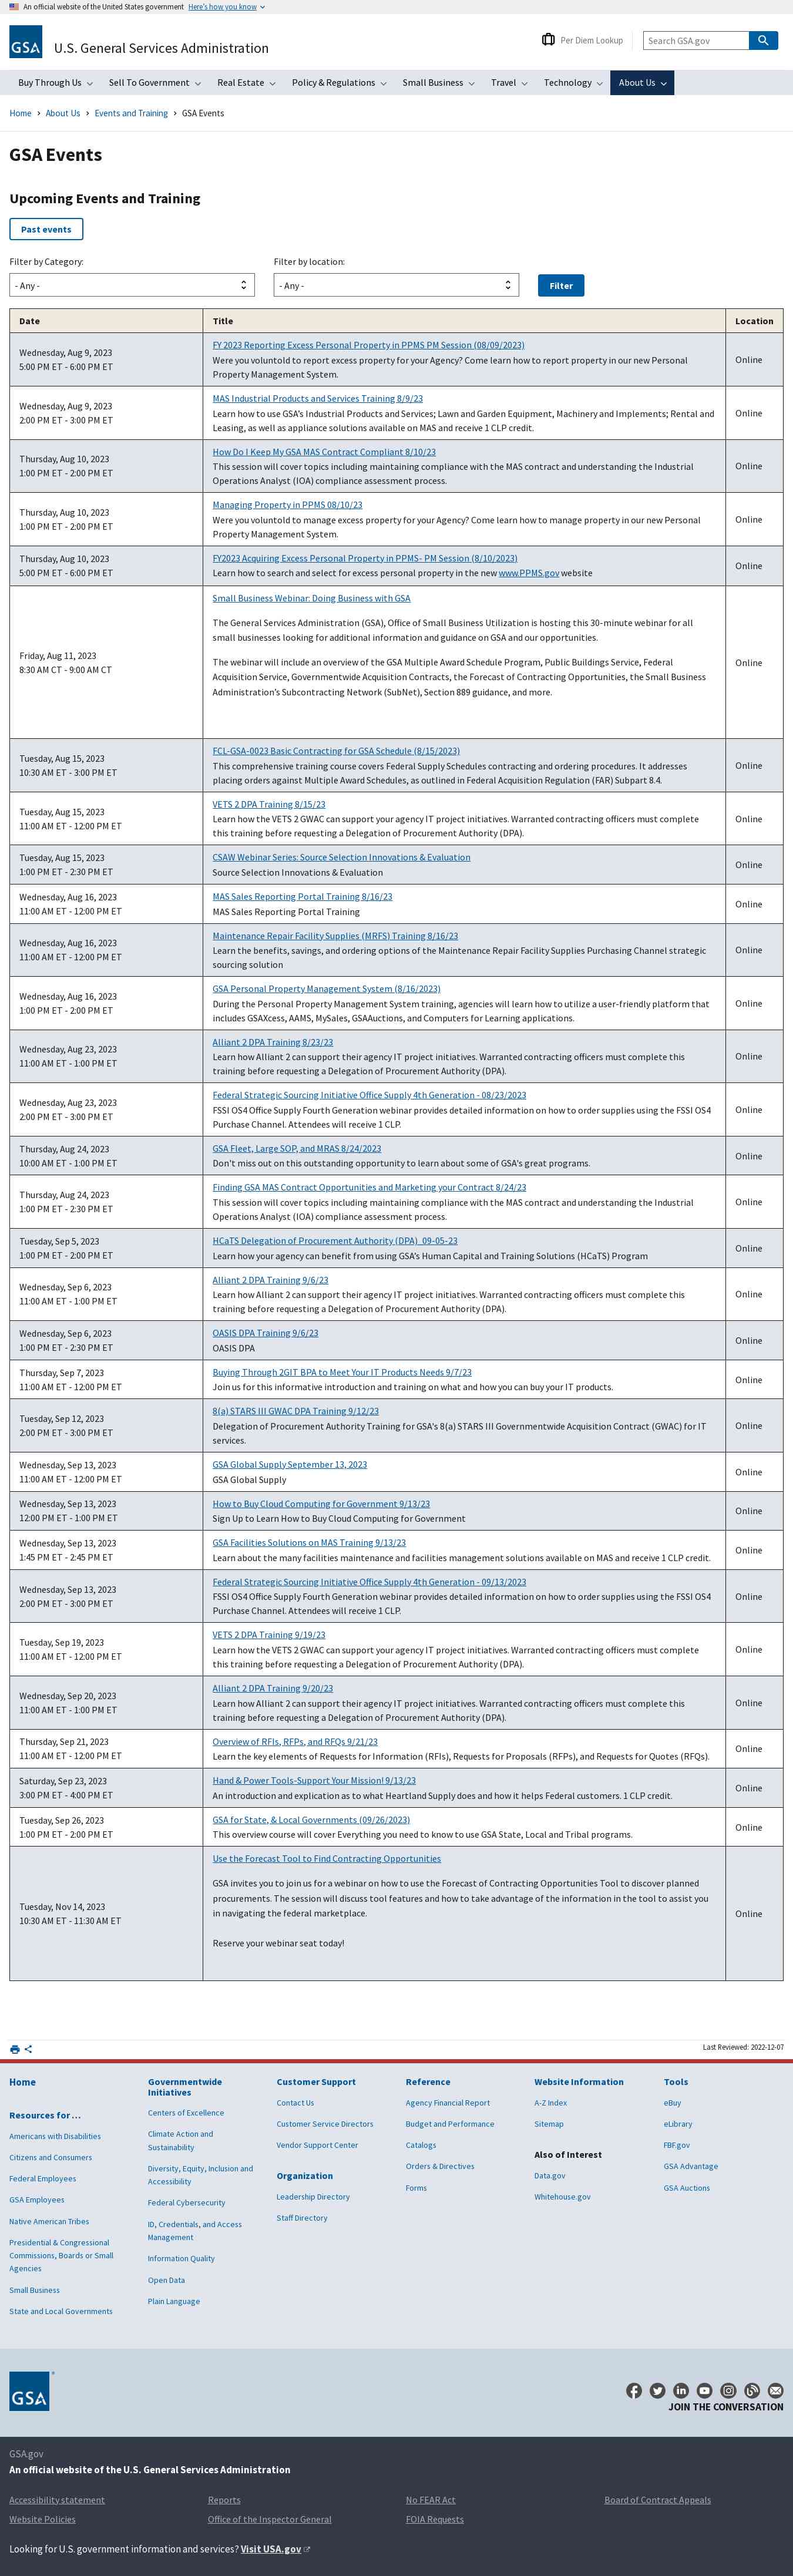 An official website of the United States government Here's how you know
GSA U.S. General Services Administration
Per Diem Lookup
Search GSA.gov
Buy Through Us Sell To Government Real Estate Policy & Regulations Small Business Travel Technology About Us
Home > About Us > Events and Training > GSA Events
GSA Events
Upcoming Events and Training
Past events
Filter by Category: Filter by location:
- Any - - Any - Filter
Date Title Location
FY 2023 Reporting Excess Personal Property in PPMS PM Session (08/09/2023)
Wednesday, Aug 9, 2023
5:00 PM ET - 6:00 PM ET
Were you voluntold to report excess property for your Agency? Come learn how to report property in our new Personal
Property Management System.
Online
Wednesday, Aug 9, 2023
2:00 PM ET - 3:00 PM ET
MAS Industrial Products and Services Training 8/9/23
Learn how to use GSA's Industrial Products and Services; Lawn and Garden Equipment, Machinery and Implements; Rental and
Leasing, as well as appliance solutions available on MAS and receive 1 CLP credit.
Online
Thursday, Aug 10, 2023
1:00 PM ET - 2:00 PM ET
How Do I Keep My GSA MAS Contract Compliant 8/10/23
This session will cover topics including maintaining compliance with the MAS contract and understanding the Industrial
Operations Analyst (IOA) compliance assessment process.
Online
Thursday, Aug 10, 2023
1:00 PM ET - 2:00 PM ET
Managing Property in PPMS 08/10/23
Were you voluntold to manage excess property for your Agency? Come learn how to manage property in our new Personal
Property Management System.
Online
Thursday, Aug 10, 2023
5:00 PM ET - 6:00 PM ET
FY2023 Acquiring Excess Personal Property in PPMS- PM Session (8/10/2023)
Learn how to search and select for excess personal property in the new www.PPMS.gov website
Online
Friday, Aug 11, 2023
8:30 AM CT - 9:00 AM CT
Small Business Webinar: Doing Business with GSA
The General Services Administration (GSA), Office of Small Business Utilization is hosting this 30-minute webinar for all
small businesses looking for additional information and guidance on GSA and our opportunities.
The webinar will include an overview of the GSA Multiple Award Schedule Program, Public Buildings Service, Federal
Acquisition Service, Governmentwide Acquisition Contracts, the Forecast of Contracting Opportunities, the Small Business
Administration's Subcontracting Network (SubNet), Section 889 guidance, and more.
Online
Tuesday, Aug 15, 2023
10:30 AM ET - 3:00 PM ET
FCL-GSA-0023 Basic Contracting for GSA Schedule (8/15/2023)
This comprehensive training course covers Federal Supply Schedules contracting and ordering procedures. It addresses
placing orders against Multiple Award Schedules, as outlined in Federal Acquisition Regulation (FAR) Subpart 8.4.
Online
Tuesday, Aug 15, 2023
11:00 AM ET - 12:00 PM ET
VETS 2 DPA Training 8/15/23
Learn how the VETS 2 GWAC can support your agency IT project initiatives. Warranted contracting officers must complete
this training before requesting a Delegation of Procurement Authority (DPA).
Online
Tuesday, Aug 15, 2023
1:00 PM ET - 2:30 PM ET
CSAW Webinar Series: Source Selection Innovations & Evaluation
Source Selection Innovations & Evaluation
Online
Wednesday, Aug 16, 2023
11:00 AM ET - 12:00 PM ET
MAS Sales Reporting Portal Training 8/16/23
MAS Sales Reporting Portal Training
Online
Wednesday, Aug 16, 2023
11:00 AM ET - 12:00 PM ET
Maintenance Repair Facility Supplies (MRFS) Training 8/16/23
Learn the benefits, savings, and ordering options of the Maintenance Repair Facility Supplies Purchasing Channel strategic
sourcing solution
Online
Wednesday, Aug 16, 2023
1:00 PM ET - 2:00 PM ET
GSA Personal Property Management System (8/16/2023)
During the Personal Property Management System training, agencies will learn how to utilize a user-friendly platform that
includes GSAXcess, AAMS, MySales, GSAAuctions, and Computers for Learning applications.
Online
Wednesday, Aug 23, 2023
11:00 AM ET - 1:00 PM ET
Alliant 2 DPA Training 8/23/23
Learn how Alliant 2 can support their agency IT project initiatives. Warranted contracting officers must complete this
training before requesting a Delegation of Procurement Authority (DPA).
Online
Wednesday, Aug 23, 2023
2:00 PM ET - 3:00 PM ET
Federal Strategic Sourcing Initiative Office Supply 4th Generation - 08/23/2023
FSSI OS4 Office Supply Fourth Generation webinar provides detailed information on how to order supplies using the FSSI OS4
Purchase Channel. Attendees will receive 1 CLP.
Online
Thursday, Aug 24, 2023
10:00 AM ET - 1:00 PM ET
GSA Fleet, Large SOP, and MRAS 8/24/2023
Don't miss out on this outstanding opportunity to learn about some of GSA's great programs.
Online
Thursday, Aug 24, 2023
1:00 PM ET - 2:30 PM ET
Finding GSA MAS Contract Opportunities and Marketing your Contract 8/24/23
This session will cover topics including maintaining compliance with the MAS contract and understanding the Industrial
Operations Analyst (IOA) compliance assessment process.
Online
Tuesday, Sep 5, 2023
1:00 PM ET - 2:00 PM ET
HCaTS Delegation of Procurement Authority (DPA)_09-05-23
Learn how your agency can benefit from using GSA's Human Capital and Training Solutions (HCaTS) Program
Online
Wednesday, Sep 6, 2023
11:00 AM ET - 1:00 PM ET
Alliant 2 DPA Training 9/6/23
Learn how Alliant 2 can support their agency IT project initiatives. Warranted contracting officers must complete this
training before requesting a Delegation of Procurement Authority (DPA).
Online
Wednesday, Sep 6, 2023
1:00 PM ET - 2:30 PM ET
OASIS DPA Training 9/6/23
OASIS DPA
Online
Thursday, Sep 7, 2023
11:00 AM ET - 12:00 PM ET
Buying Through 2GIT BPA to Meet Your IT Products Needs 9/7/23
Join us for this informative introduction and training on what and how you can buy your IT products.
Online
Tuesday, Sep 12, 2023
2:00 PM ET - 3:00 PM ET
8(a) STARS III GWAC DPA Training 9/12/23
Delegation of Procurement Authority Training for GSA's 8(a) STARS III Governmentwide Acquisition Contract (GWAC) for IT
services.
Online
Wednesday, Sep 13, 2023
11:00 AM ET - 12:00 PM ET
GSA Global Supply September 13, 2023
GSA Global Supply
Online
Wednesday, Sep 13, 2023
12:00 PM ET - 1:00 PM ET
How to Buy Cloud Computing for Government 9/13/23
Sign Up to Learn How to Buy Cloud Computing for Government
Online
Wednesday, Sep 13, 2023
1:45 PM ET - 2:45 PM ET
GSA Facilities Solutions on MAS Training 9/13/23
Learn about the many facilities maintenance and facilities management solutions available on MAS and receive 1 CLP credit.
Online
Wednesday, Sep 13, 2023
2:00 PM ET - 3:00 PM ET
Federal Strategic Sourcing Initiative Office Supply 4th Generation - 09/13/2023
FSSI OS4 Office Supply Fourth Generation webinar provides detailed information on how to order supplies using the FSSI OS4
Purchase Channel. Attendees will receive 1 CLP.
Online
Tuesday, Sep 19, 2023
11:00 AM ET - 12:00 PM ET
VETS 2 DPA Training 9/19/23
Learn how the VETS 2 GWAC can support your agency IT project initiatives. Warranted contracting officers must complete
this training before requesting a Delegation of Procurement Authority (DPA).
Online
Wednesday, Sep 20, 2023
11:00 AM ET - 1:00 PM ET
Alliant 2 DPA Training 9/20/23
Learn how Alliant 2 can support their agency IT project initiatives. Warranted contracting officers must complete this
training before requesting a Delegation of Procurement Authority (DPA).
Online
Thursday, Sep 21, 2023
11:00 AM ET - 12:00 PM ET
Overview of RFIs, RFPs, and RFQs 9/21/23
Learn the key elements of Requests for Information (RFIs), Requests for Proposals (RFPs), and Requests for Quotes (RFQs).
Online
Saturday, Sep 23, 2023
3:00 PM ET - 4:00 PM ET
Hand & Power Tools-Support Your Mission! 9/13/23
An introduction and explication as to what Heartland Supply does and how it helps Federal customers. 1 CLP credit.
Online
Tuesday, Sep 26, 2023
1:00 PM ET - 2:00 PM ET
GSA for State, & Local Governments (09/26/2023)
This overview course will cover Everything you need to know to use GSA State, Local and Tribal programs.
Online
Tuesday, Nov 14, 2023
10:30 AM ET - 11:30 AM ET
Use the Forecast Tool to Find Contracting Opportunities
GSA invites you to join us for a webinar on how to use the Forecast of Contracting Opportunities Tool to discover planned
procurements. The session will discuss tool features and how to take advantage of the information in the tool to assist you
in navigating the federal marketplace.
Reserve your webinar seat today!
Online
Last Reviewed: 2022-12-07
Home
Resources for …
Americans with Disabilities
Citizens and Consumers
Federal Employees
GSA Employees
Native American Tribes
Presidential & Congressional
Commissions, Boards or Small
Agencies
Small Business
State and Local Governments
Governmentwide
Initiatives
Centers of Excellence
Climate Action and
Sustainability
Diversity, Equity, Inclusion and
Accessibility
Federal Cybersecurity
ID, Credentials, and Access
Management
Information Quality
Open Data
Plain Language
Customer Support
Contact Us
Customer Service Directors
Vendor Support Center
Organization
Leadership Directory
Staff Directory
Reference
Agency Financial Report
Budget and Performance
Catalogs
Orders & Directives
Forms
Website Information
A-Z Index
Sitemap
Also of Interest
Data.gov
Whitehouse.gov
Tools
eBuy
eLibrary
FBF.gov
GSA Advantage
GSA Auctions
GSA
JOIN THE CONVERSATION
GSA.gov
An official website of the U.S. General Services Administration
Accessibility statement Reports No FEAR Act Board of Contract Appeals
Website Policies Office of the Inspector General FOIA Requests
Looking for U.S. government information and services? Visit USA.gov